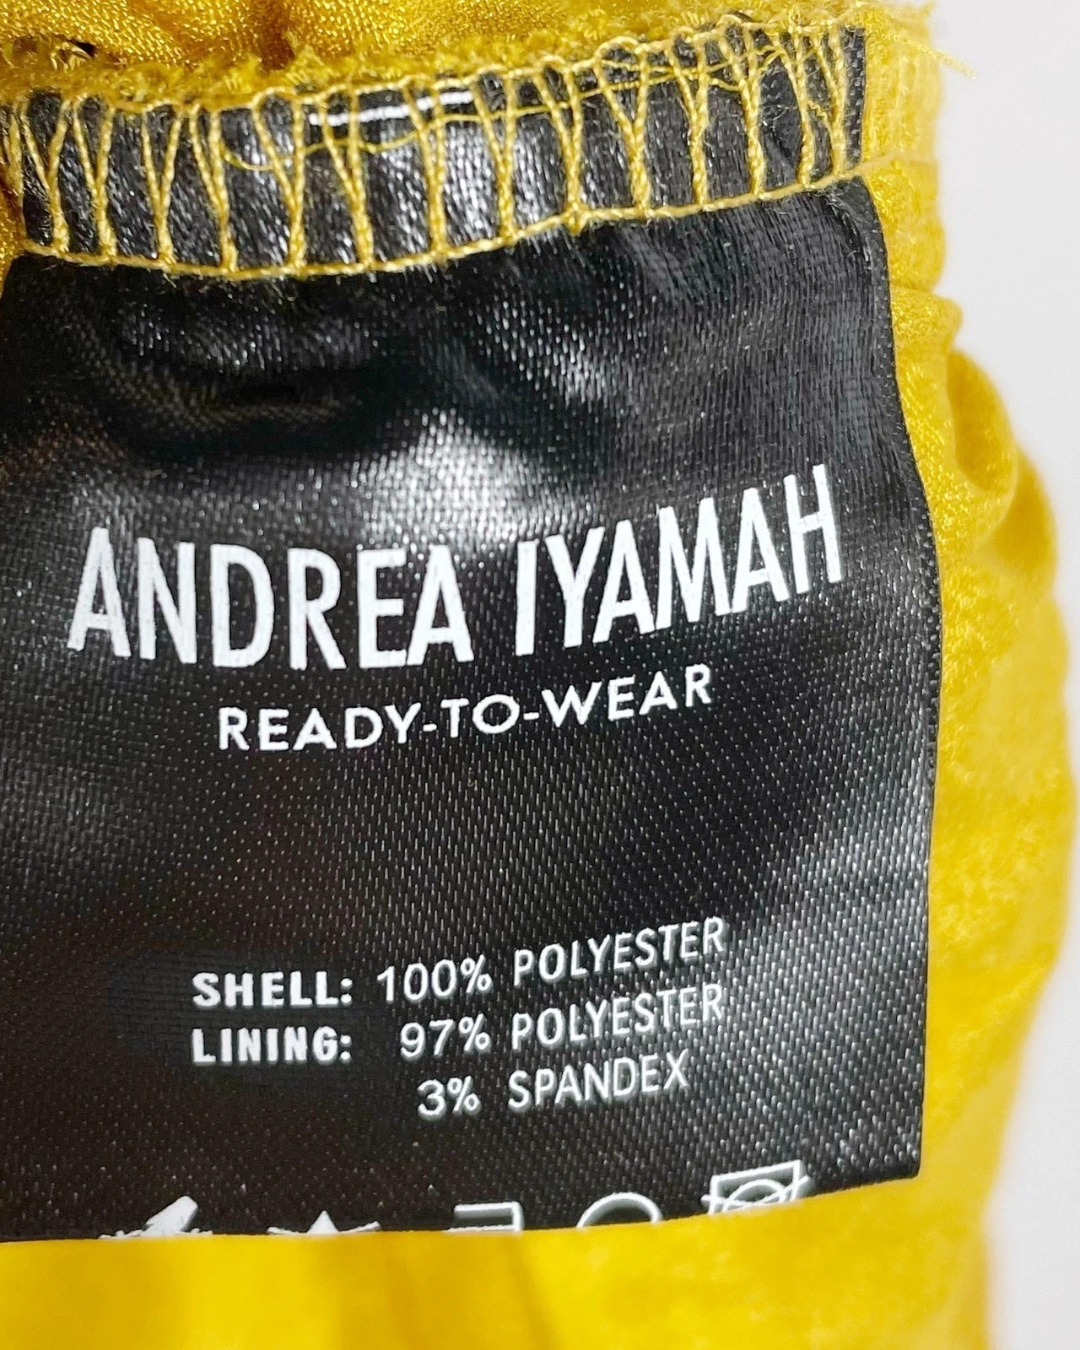 ANDREA IYAMAH
READY-TO-WEAR
SHELL: 100% POLYESTER
LINING: 97% POLYESTER
3% SPANDEX